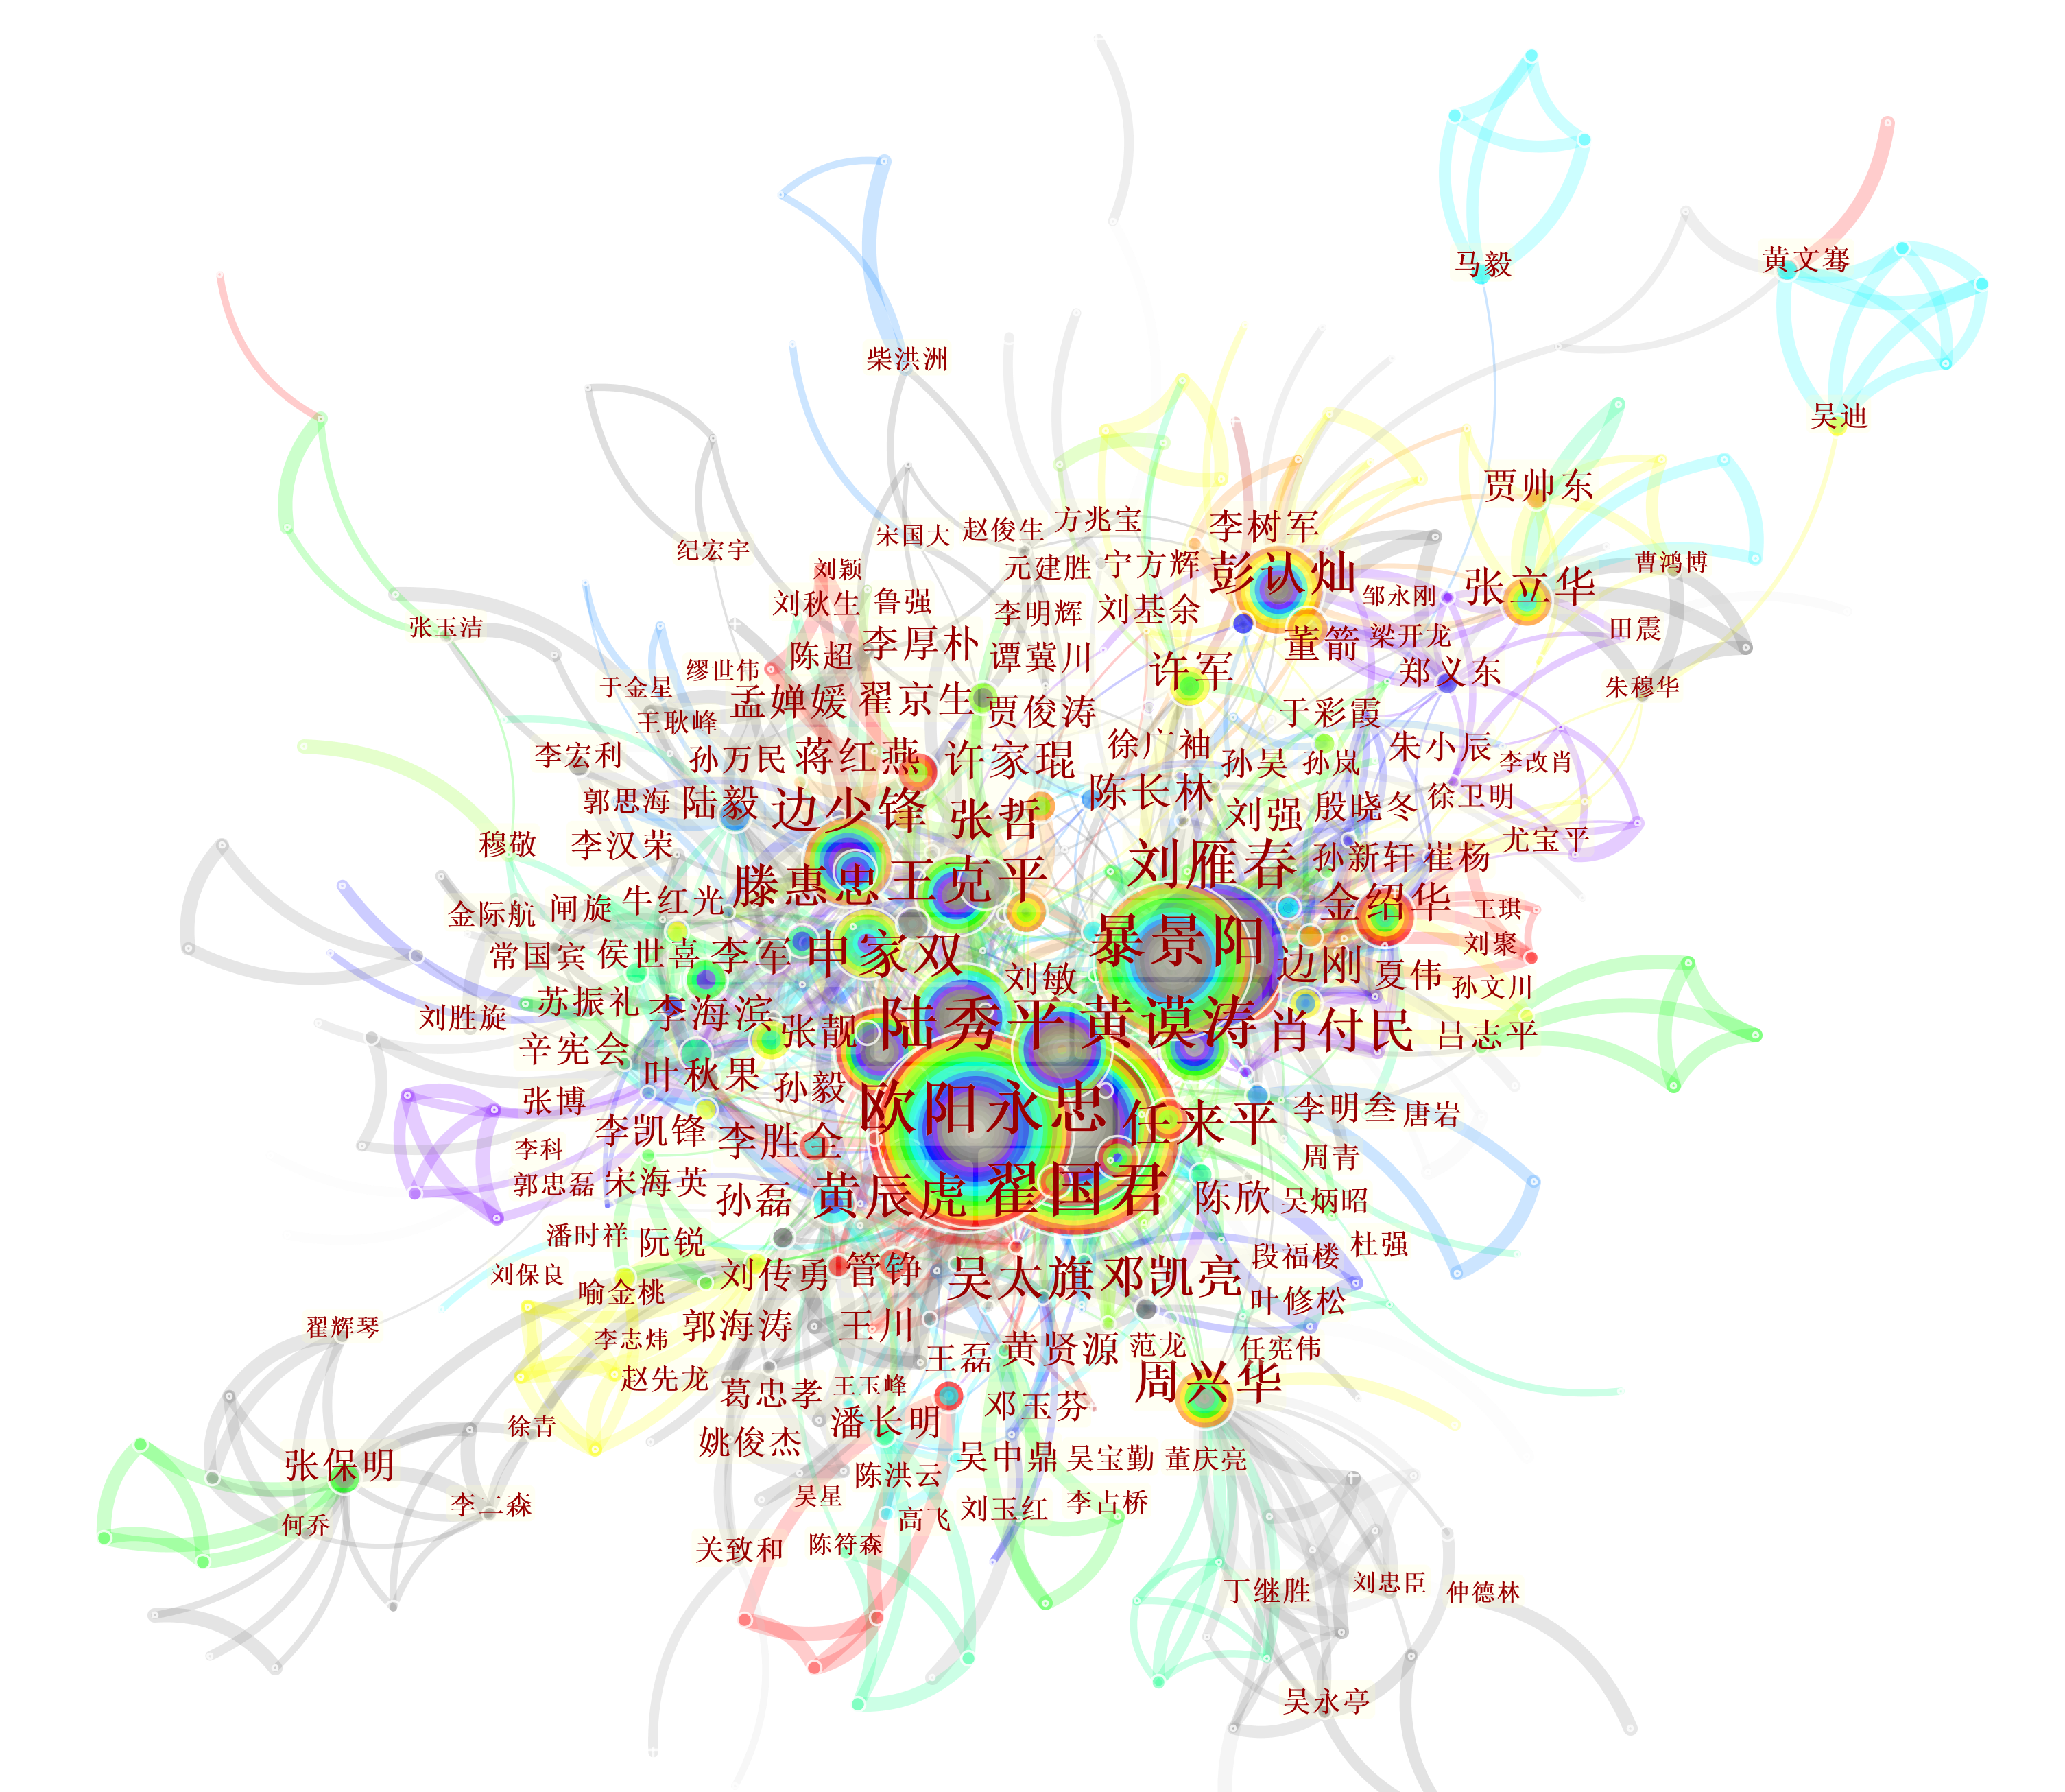 马毅
黄文骞
柴洪洲
吴迪
贾帅东
纪宏宇
宋国大
赵俊生
方兆宝
李树军
刘颖
元建胜
宁方辉
彭认灿
曹鸿博
张立华
刘秋生
鲁强
李明辉
刘基余
邹永刚
张玉洁
陈超
李厚朴
谭冀川
董箭
梁开龙
田震
缪世伟
许军
郑义东
于金星
孟婵媛
翟京生
贾俊涛
于彩霞
朱穆华
王耿峰
李宏利
孙万民
蒋红燕
许家琨
徐广袖
孙昊
孙岚
朱小辰
李改肖
郭思海
陆毅
边少锋
张哲
陈长林
刘强
殷晓冬
徐卫明
穆敬
李汉荣
滕惠忠
王克平
刘雁春
孙新轩
崔杨
尤宝平
金际航
闸旋
牛红光
金绍华
王琪
常国宾
侯世喜
李军
申家双
刘敏
暴景阳
边刚
夏伟
刘聚
孙文川
刘胜旋
苏振礼
李海滨
张靓
陆秀平
黄谟涛
肖付民
吕志平
辛宪会
叶秋果
孙毅
张博
李凯锋
李胜全
欧阳永忠
任来平
李明叁
唐岩
李科
郭忠磊
宋海英
孙磊
黄辰虎
翟国君
陈欣
周青
吴炳昭
潘时祥
阮锐
刘保良
喻金桃
刘传勇
管铮
吴太旗
邓凯亮
段福楼
杜强
叶修松
翟辉琴
李志炜
郭海涛
王川
王磊
黄贤源
范龙
任宪伟
赵先龙
葛忠孝
王玉峰
周兴华
徐青
姚俊杰
潘长明
邓玉芬
张保明
李二森
何乔
陈洪云
吴中鼎
吴宝勤
董庆亮
吴星
高飞
刘玉红
李占桥
关致和
陈符森
丁继胜
刘忠臣
仲德林
吴永亭